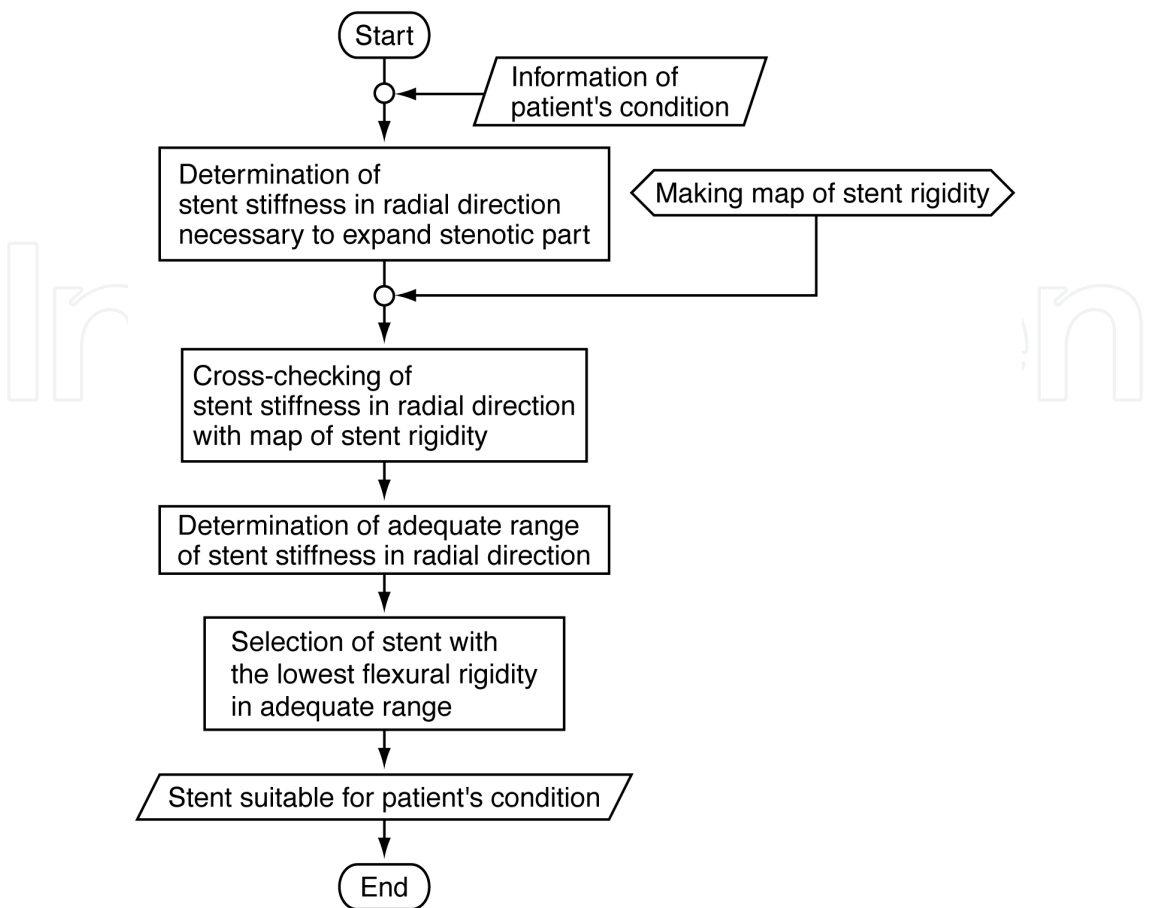 Start
Information of
patient's condition
Determination of
stent stiffness in radial direction
necessary to expand stenotic part
Making map of stent rigidity
Cross-checking of
stent stiffness in radial direction
with map of stent rigidity
Determination of adequate range
of stent stiffness in radial direction
Selection of stent with
the lowest flexural rigidity
in adequate range
Stent suitable for patient's condition
End